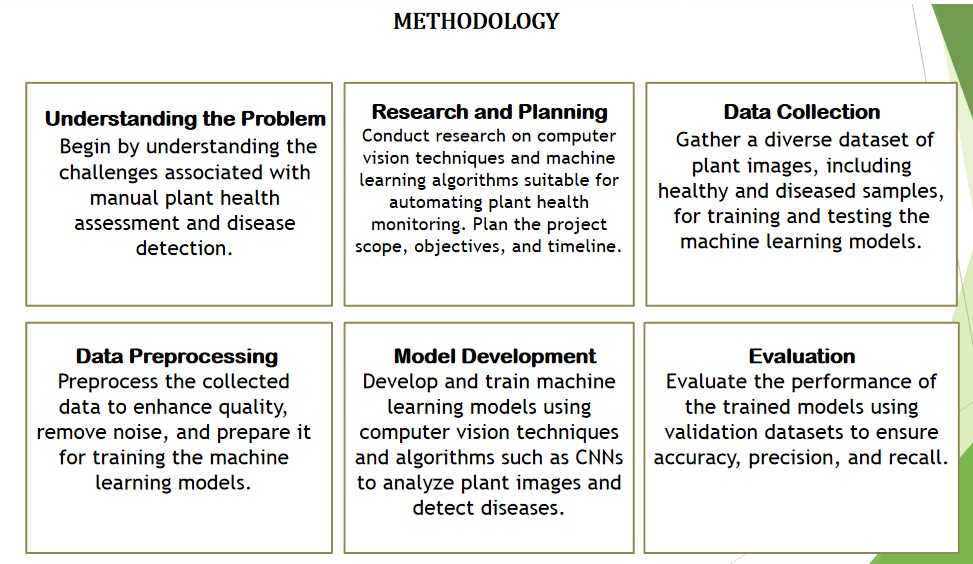 METHODOLOGY
Understanding the Problem
Begin by understanding the
challenges associated with
manual plant health
assessment and disease
detection.
Research and Planning
Conduct research on computer
vision techniques and machine
learning algorithms suitable for
automating plant health
monitoring. Plan the project
scope, objectives, and timeline.
Data Collection
Gather a diverse dataset of
plant images, including
healthy and diseased samples,
for training and testing the
machine learning models.
Data Preprocessing
Preprocess the collected
data to enhance quality,
remove noise, and prepare it
for training the machine
learning models.
Model Development
Develop and train machine
learning models using
computer vision techniques
and algorithms such as CNNs
to analyze plant images and
detect diseases.
Evaluation
Evaluate the performance of
the trained models using
validation datasets to ensure
accuracy, precision, and recall.